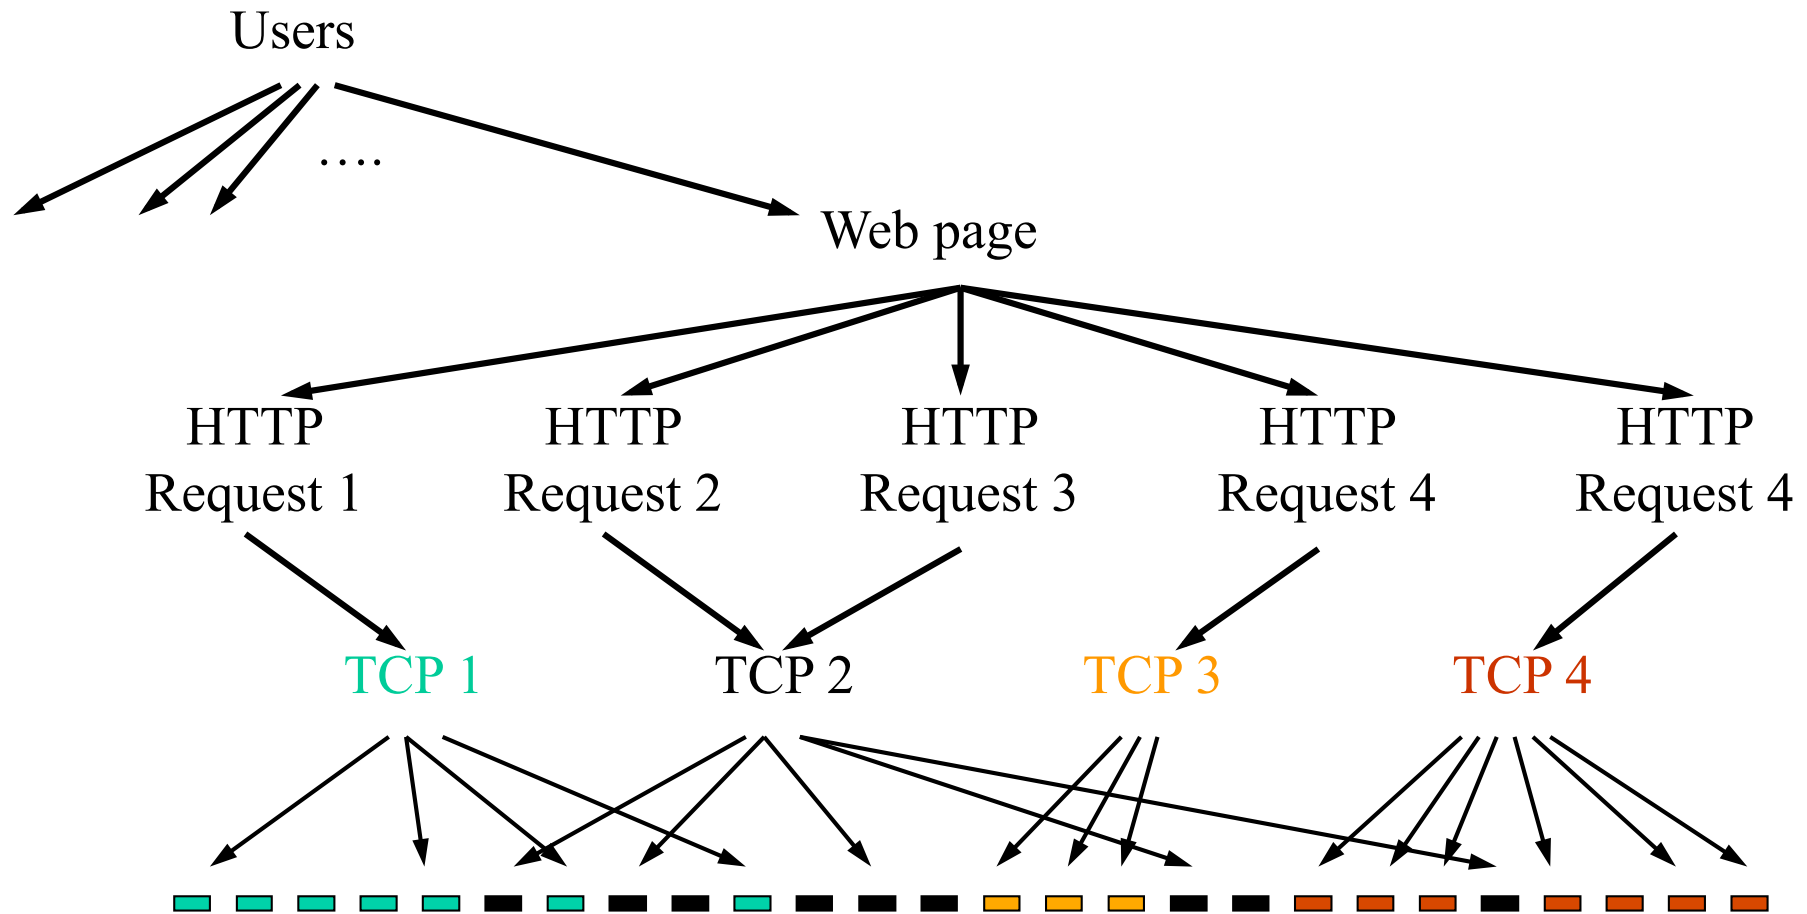 Users
....
Web page
HTTP
Request 1
HTTP
Request 2
HTTP
Request 3
HTTP
Request 4
HTTP
Request 4
TCP 1
TCP 2
TCP 3
TCP 4